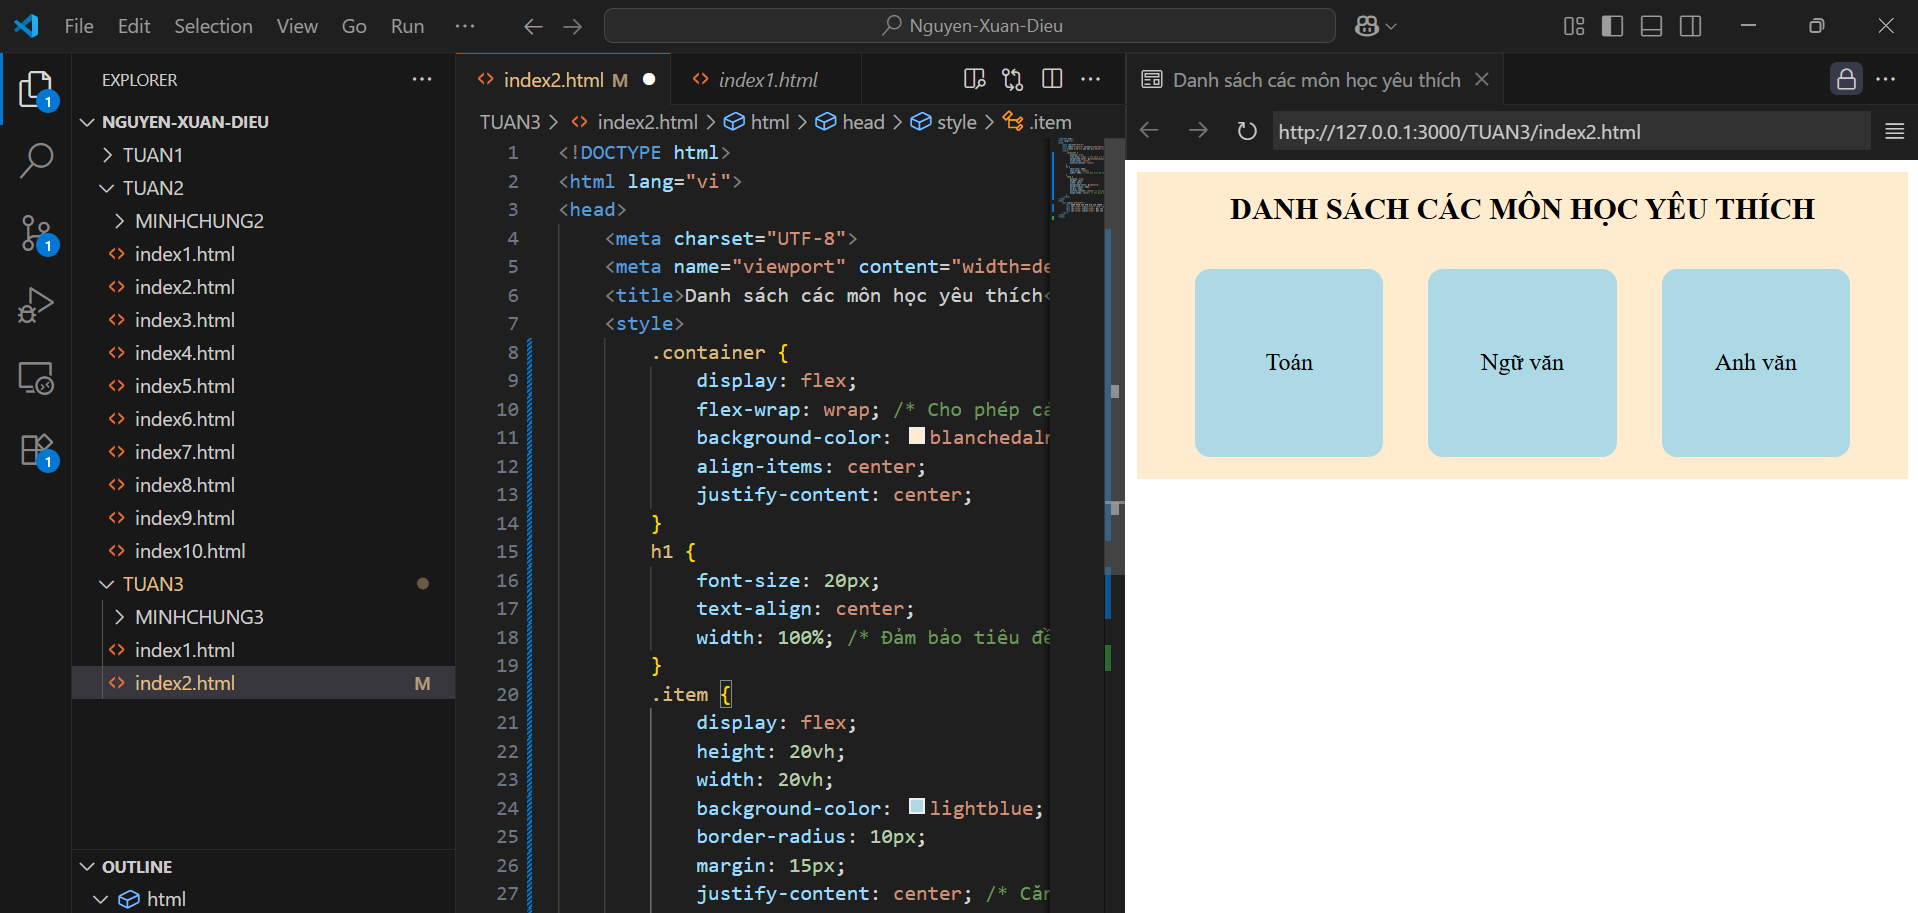 File Edit Selection View Go Run ···
Nguyen-Xuan-Dieu
EXPLORER ···
NGUYEN-XUAN-DIEU
TUAN1
TUAN2
MINHCHUNG2
index1.html
index2.html
index3.html
index4.html
index5.html
index6.html
index7.html
index8.html
index9.html
index10.html
TUAN3
MINHCHUNG3
index1.html
index2.html M
OUTLINE
html
1
1
1
index2.html M
index1.html
TUAN3 > index2.html > html > head > style > .item
1 <!DOCTYPE html>
2 <html lang="vi">
3 <head>
4 <meta charset="UTF-8">
5 <meta name="viewport" content="width=de
6 <title>Danh sách các môn học yêu thích<
7 <style>
8 .container {
9 display: flex;
10 flex-wrap: wrap; /* Cho phép cá
11 background-color: blanchedalm
12 align-items: center;
13 justify-content: center;
14 }
15 h1 {
16 font-size: 20px;
17 text-align: center;
18 width: 100%; /* Đảm bảo tiêu đề
19 }
20 .item {
21 display: flex;
22 height: 20vh;
23 width: 20vh;
24 background-color: lightblue;
25 border-radius: 10px;
26 margin: 15px;
27 justify-content: center; /* Căn
Danh sách các môn học yêu thích
http://127.0.0.1:3000/TUAN3/index2.html
DANH SÁCH CÁC MÔN HỌC YÊU THÍCH
Toán
Ngữ văn
Anh văn